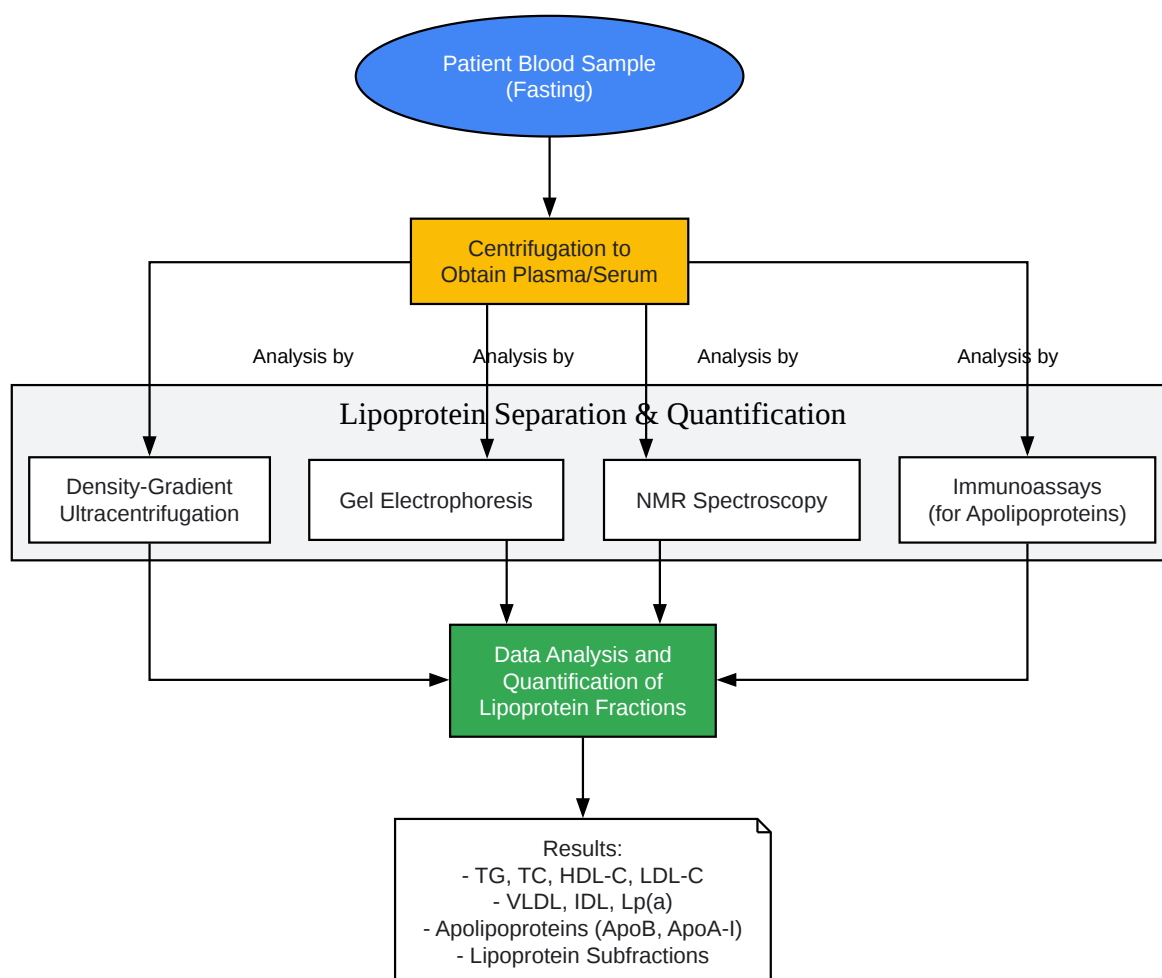 Patient Blood Sample
(Fasting)
Centrifugation to
Obtain Plasma/Serum
Analysis by
Analysis by
Analysis by
Analysis by
Lipoprotein Separation & Quantification
Density-Gradient
Ultracentrifugation
Gel Electrophoresis
NMR Spectroscopy
Immunoassays
(for Apolipoproteins)
Data Analysis and
Quantification of
Lipoprotein Fractions
Results:
- TG, TC, HDL-C, LDL-C
- VLDL, IDL, Lp(a)
- Apolipoproteins (ApoB, ApoA-I)
- Lipoprotein Subfractions